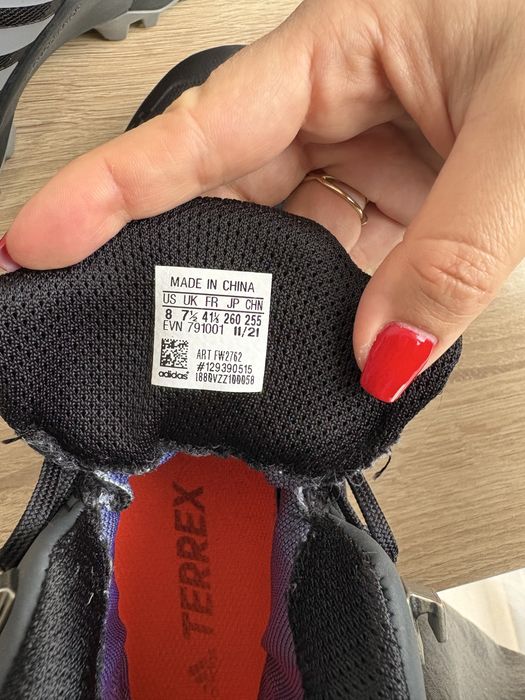 MADE IN CHINA
US UK FR JP CHN
8 7½ 41⅓ 260 255
EVN 791001 11/21
ART FW2762
#129390515
adidas
TERREX